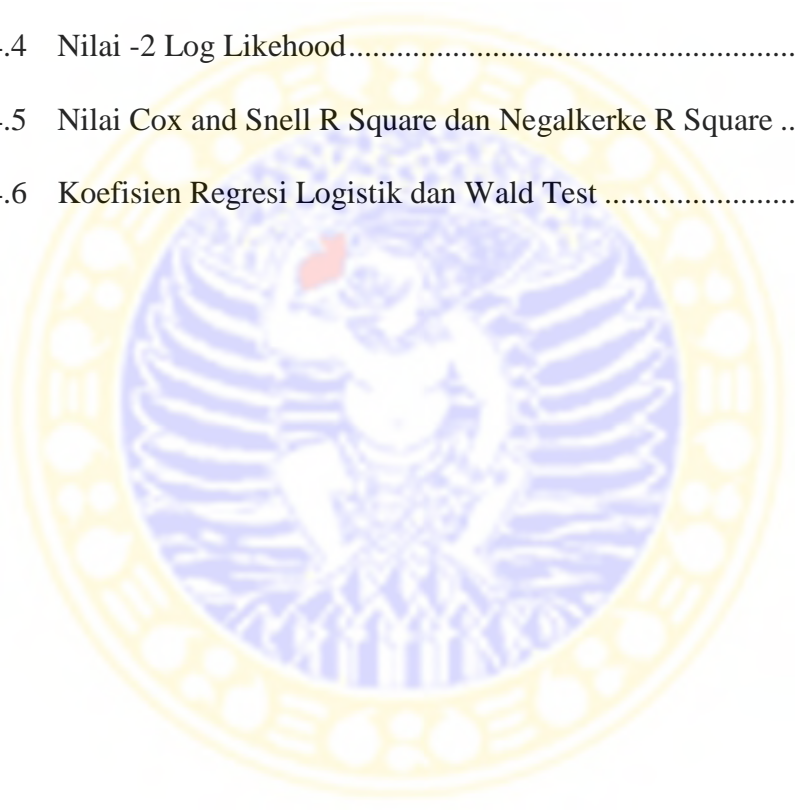 .4 Nilai -2 Log Likehood........................................................
.5 Nilai Cox and Snell R Square dan Negalkerke R Square ..
.6 Koefisien Regresi Logistik dan Wald Test ........................